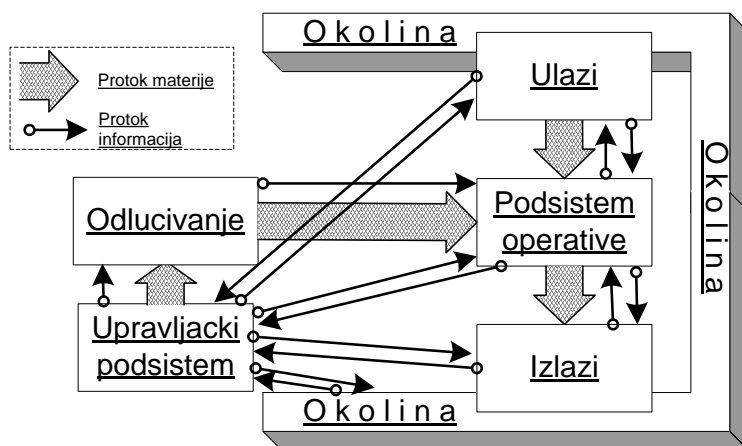 O k o l i n a
Protok materije
Protok
informacija
Ulazi
O k o l i n a
Odlucivanje
Podsistem
operative
Upravljacki
podsistem
Izlazi
O k o l i n a